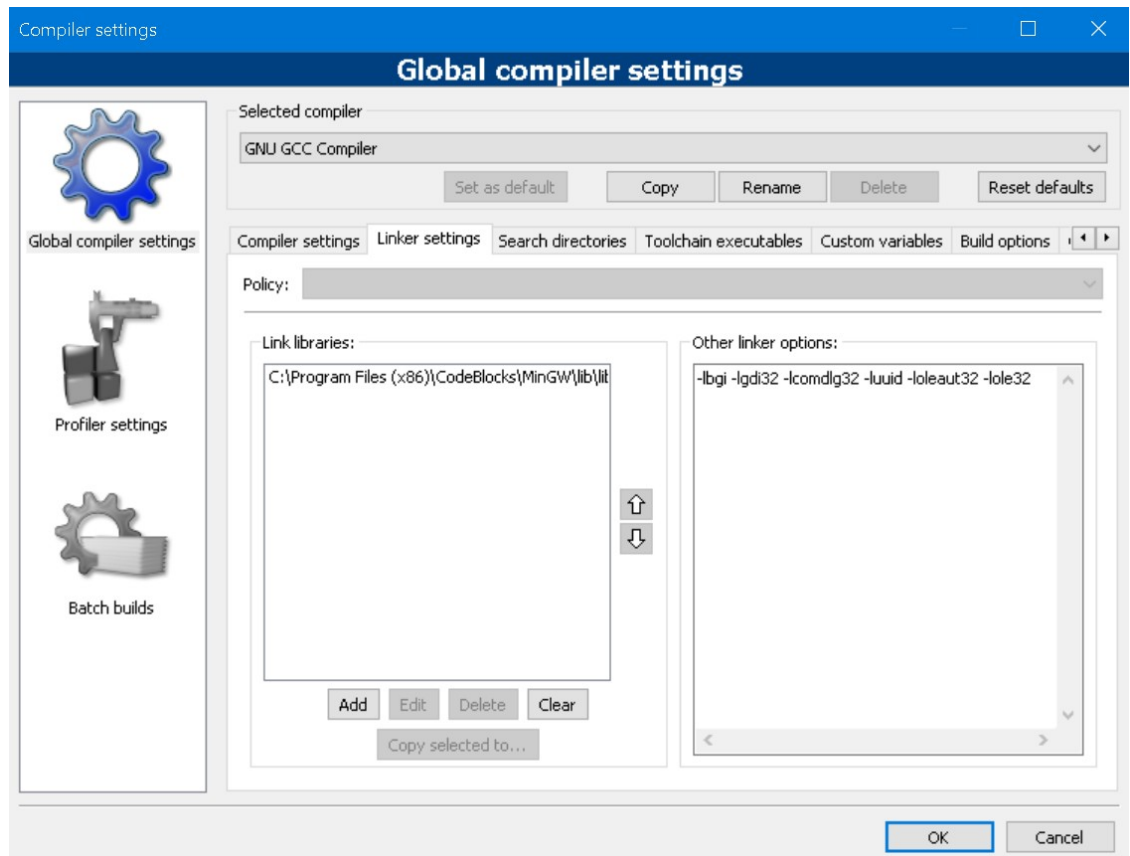 Compiler settings
Global compiler settings
Selected compiler
GNU GCC Compiler
Set as default
Copy
Rename
Delete
Reset defaults
Global compiler settings
Profiler settings
Batch builds
Compiler settings
Linker settings
Search directories
Toolchain executables
Custom variables
Build options
Policy:
Link libraries:
C:\Program Files (x86)\CodeBlocks\MinGW\lib\lit
Add
Edit
Delete
Clear
Copy selected to...
Other linker options:
-lbgi -lgdi32 -lcomdlg32 -luuid -loleaut32 -lole32
OK
Cancel